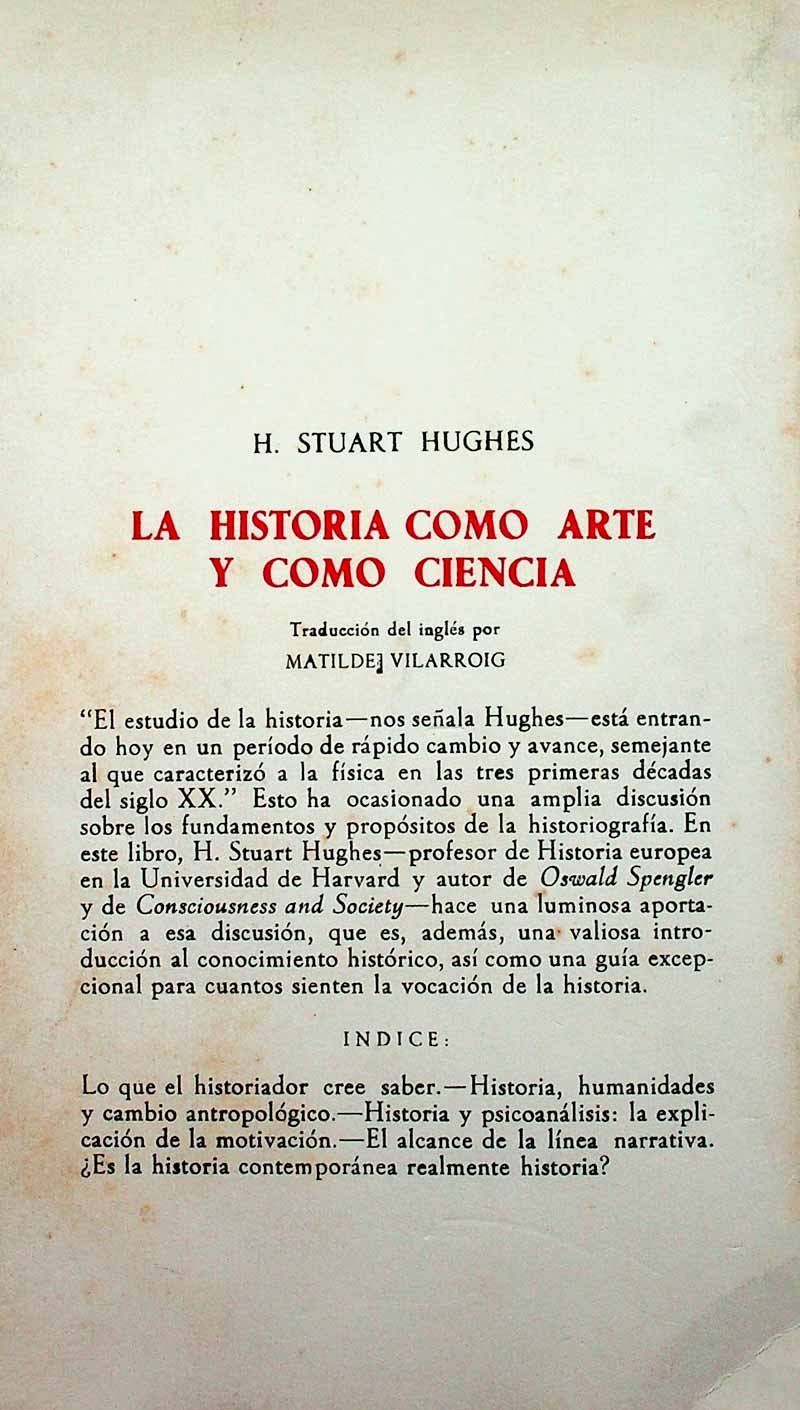 H. STUART HUGHES
LA HISTORIA COMO ARTE
Y COMO CIENCIA
Traducción del inglés por
MATILDE] VILARROIG
“El estudio de la historia—nos señala Hughes—está entran-
do hoy en un período de rápido cambio y avance, semejante
al que caracterizó a la física en las tres primeras décadas
del siglo XX.” Esto ha ocasionado una amplia discusión
sobre los fundamentos y propósitos de la historiografía. En
este libro, H. Stuart Hughes—profesor de Historia europea
en la Universidad de Harvard y autor de Oswald Spengler
y de Consciousness and Society—hace una luminosa aporta-
ción a esa discusión, que es, además, una valiosa intro-
ducción al conocimiento histórico, así como una guía excep-
cional para cuantos sienten la vocación de la historia.
INDICE:
Lo que el historiador cree saber.—Historia, humanidades
y cambio antropológico.—Historia y psicoanálisis: la expli-
cación de la motivación.—El alcance de la línea narrativa.
¿Es la historia contemporánea realmente historia?